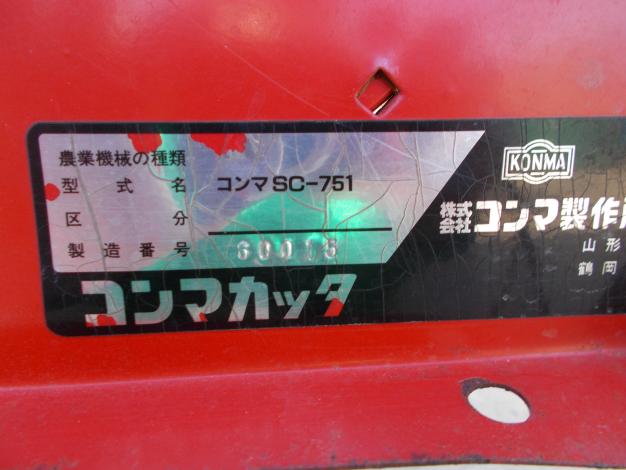 農業機械の種類
型式名 コンマSC-751
区分
製造番号 60016
コンマカッタ
KONMA
株式会社 コンマ製作
山形
鶴岡